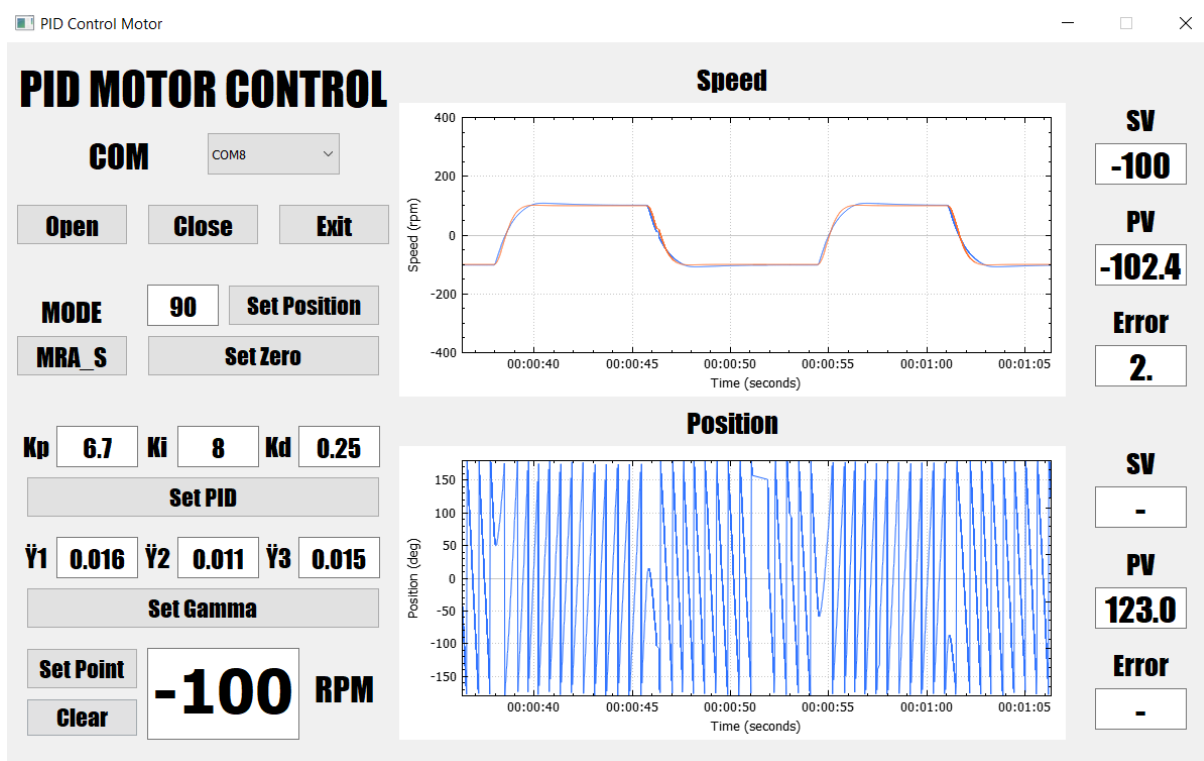 PID Control Motor
PID MOTOR CONTROL
COM
COM8
Open Close Exit
MODE
90 Set Position
MRA_S Set Zero
Kp 6.7 Ki 8 Kd 0.25
Set PID
Ÿ1 0.016 Ÿ2 0.011 Ÿ3 0.015
Set Gamma
Set Point
Clear
-100 RPM
Speed
Speed (rpm)
400
200
0
-200
-400
00:00:40 00:00:45 00:00:50 00:00:55 00:01:00 00:01:05
Time (seconds)
SV
-100
PV
-102.4
Error
2.
Position
Position (deg)
150
100
50
0
-50
-100
-150
00:00:40 00:00:45 00:00:50 00:00:55 00:01:00 00:01:05
Time (seconds)
SV
-
PV
123.0
Error
-